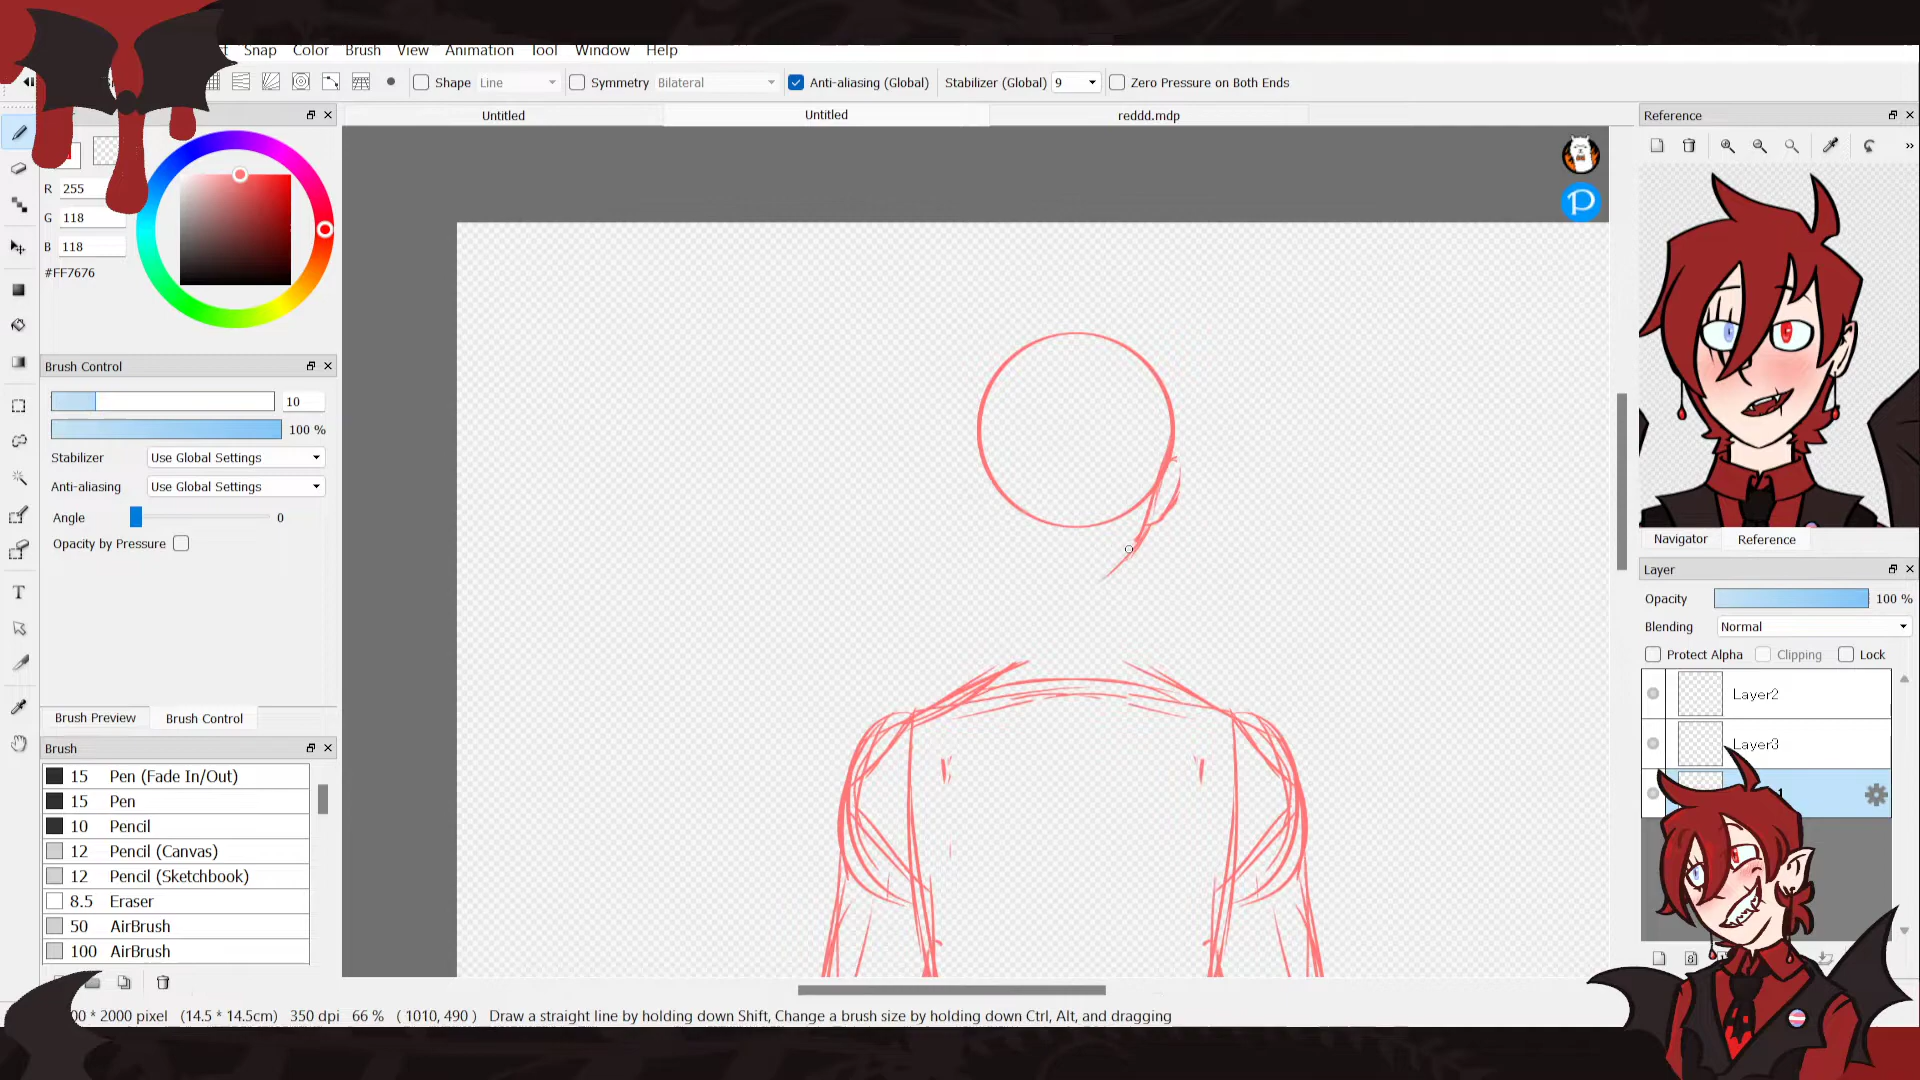 Snap Color Brush View Animation Tool Window Help
Shape Line Symmetry Bilateral Anti-aliasing (Global) Stabilizer (Global) 9 Zero Pressure on Both Ends
Untitled Untitled reddd.mdp
R 255
G 118
B 118
#FF7676
Brush Control
10
100 %
Stabilizer Use Global Settings
Anti-aliasing Use Global Settings
Angle 0
Opacity by Pressure
Brush Preview Brush Control
Brush
15 Pen (Fade In/Out)
15 Pen
10 Pencil
12 Pencil (Canvas)
12 Pencil (Sketchbook)
8.5 Eraser
50 AirBrush
100 AirBrush
00 * 2000 pixel (14.5 * 14.5cm) 350 dpi 66 % ( 1010, 490 ) Draw a straight line by holding down Shift, Change a brush size by holding down Ctrl, Alt, and dragging
Reference
Navigator Reference
Layer
Opacity 100 %
Blending Normal
Protect Alpha Clipping Lock
Layer2
Layer3